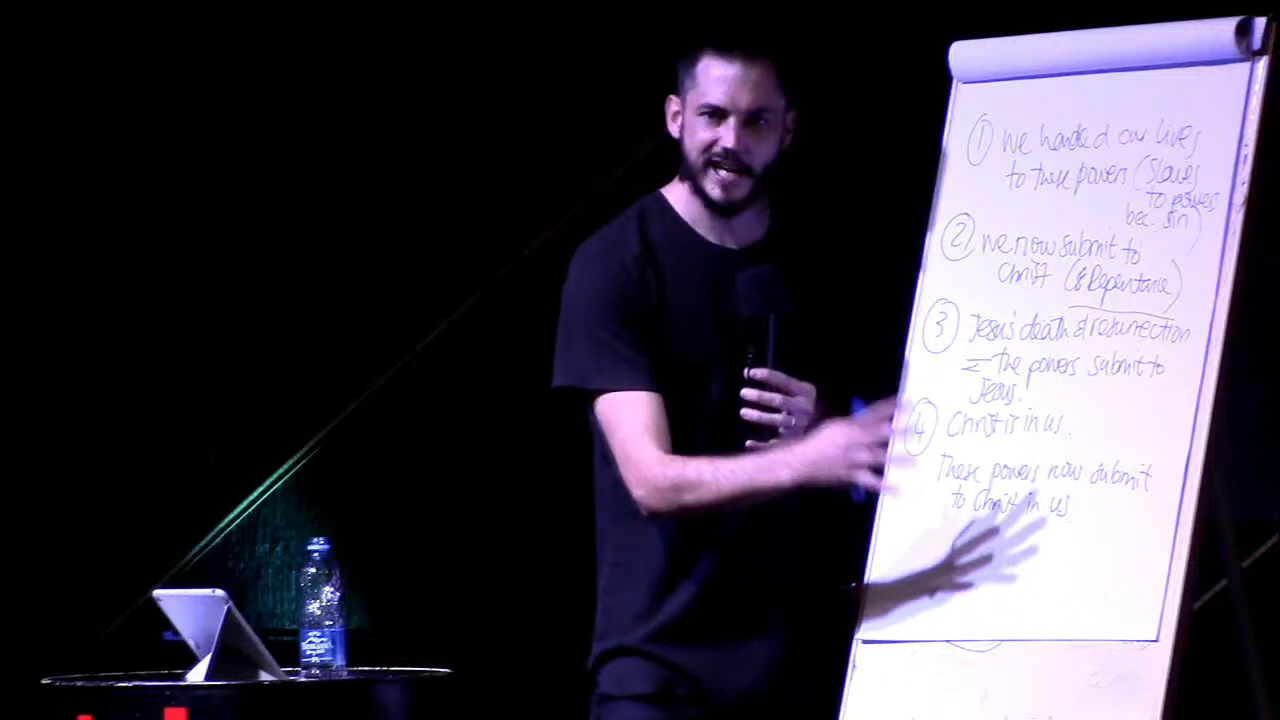 ① We handed our lives
to these powers (Slaves
to powers
bec. sin)
② We now submit to
Christ (& Repentance)
③ Jesus' death & resurrection
= the powers submit to
Jesus.
④ Christ is in us.
These powers now submit
to Christ in us